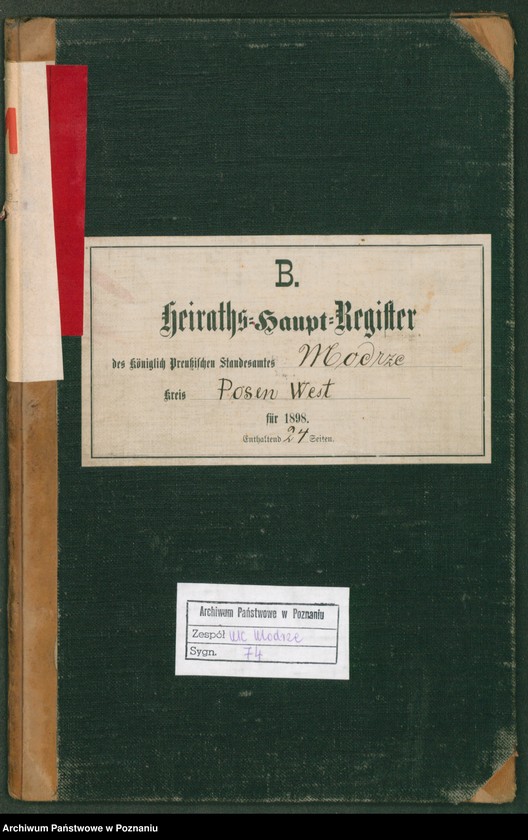 B.
Heiraths-Haupt-Register
des Königlich Preußischen Standesamtes Modrze
Kreis Posen West
für 1898.
Enthaltend 24 Seiten.
Archiwum Państwowe w Poznaniu
Zespół USC Modrze
Sygn. 74
Archiwum Państwowe w Poznaniu